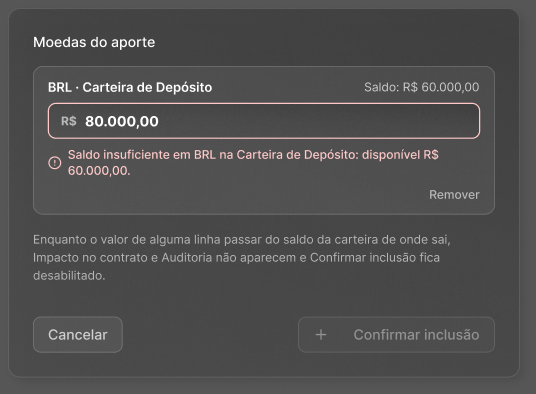 Moedas do aporte
BRL · Carteira de Depósito
Saldo: R$ 60.000,00
R$ 80.000,00
Saldo insuficiente em BRL na Carteira de Depósito: disponível R$
60.000,00.
Remover
Enquanto o valor de alguma linha passar do saldo da carteira de onde sai,
Impacto no contrato e Auditoria não aparecem e Confirmar inclusão fica
desabilitado.
Cancelar
+ Confirmar inclusão